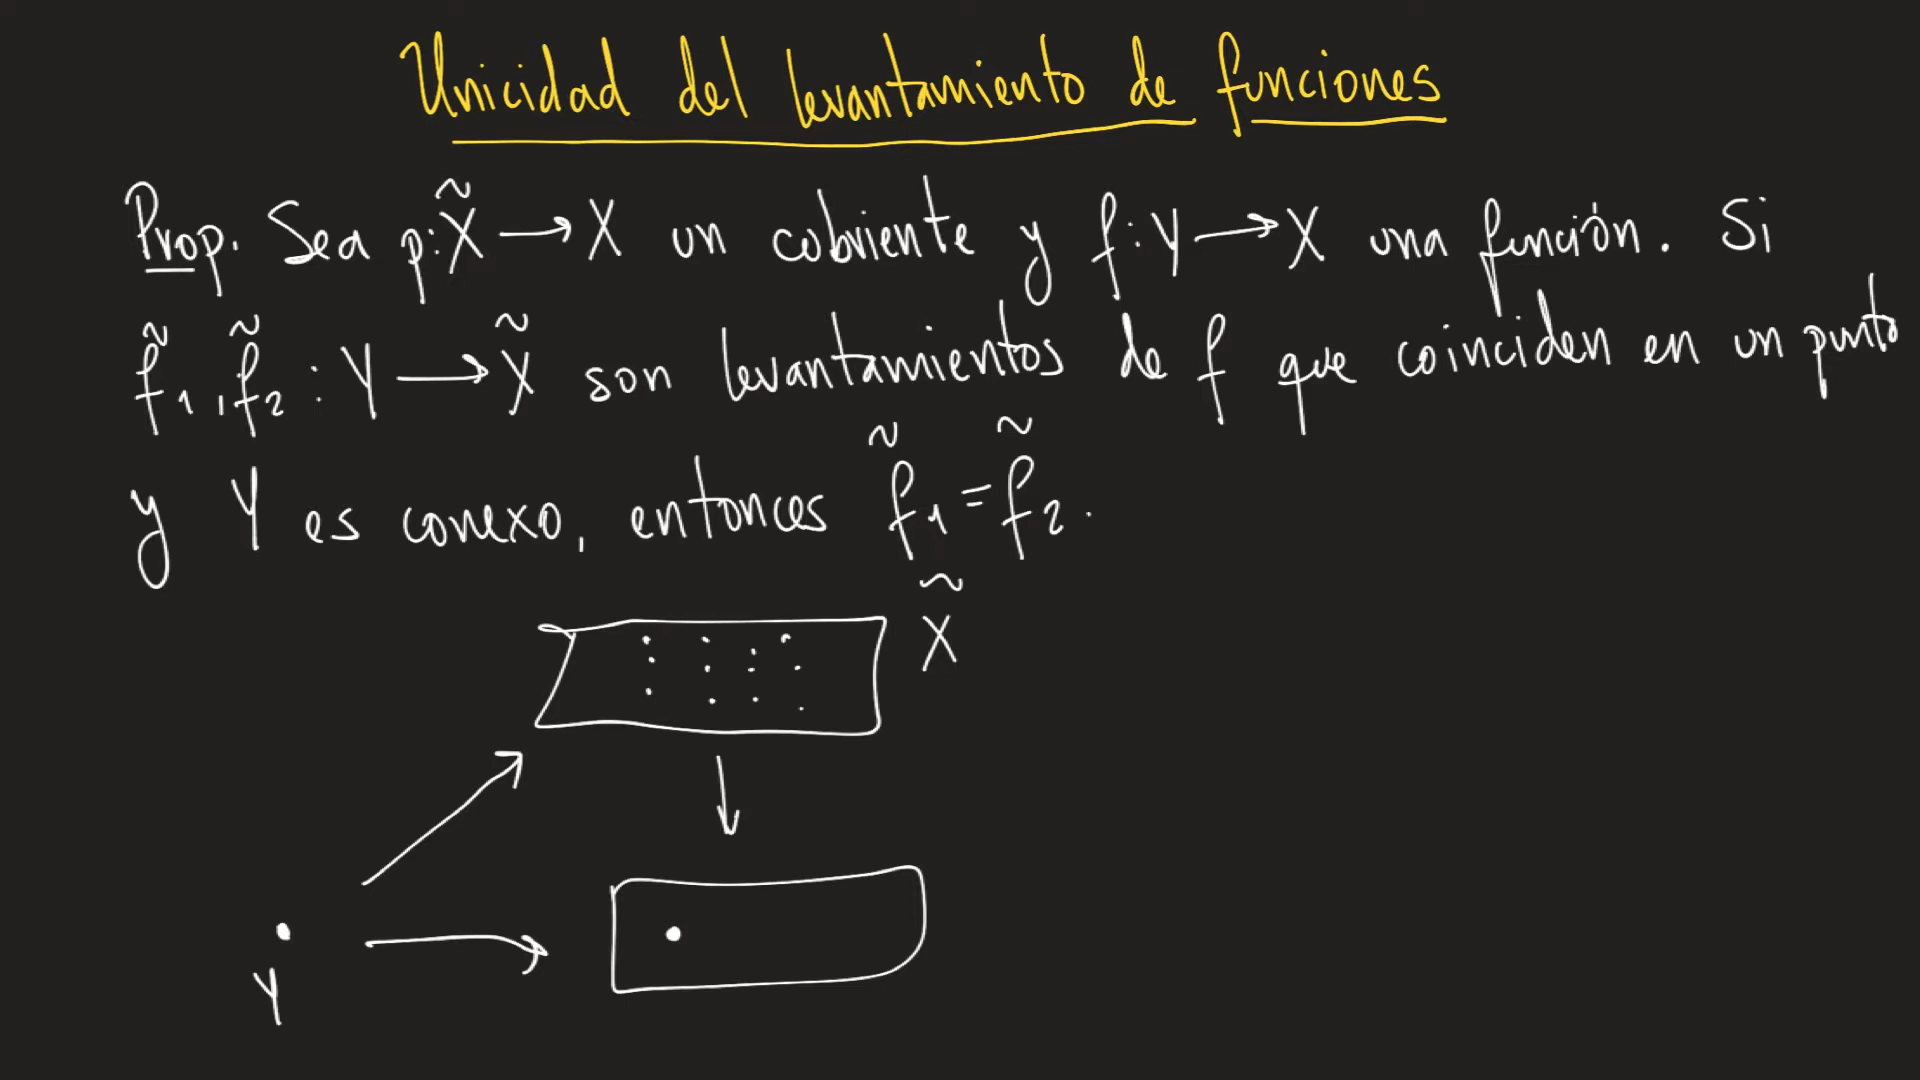 Unicidad del levantamiento de funciones
Prop. Sea p: X̃ → X un cubriente y f: Y → X una función. Si
f̃₁, f̃₂ : Y → X̃ son levantamientos de f que coinciden en un punto
y Y es conexo, entonces f̃₁ = f̃₂.
X̃
Y